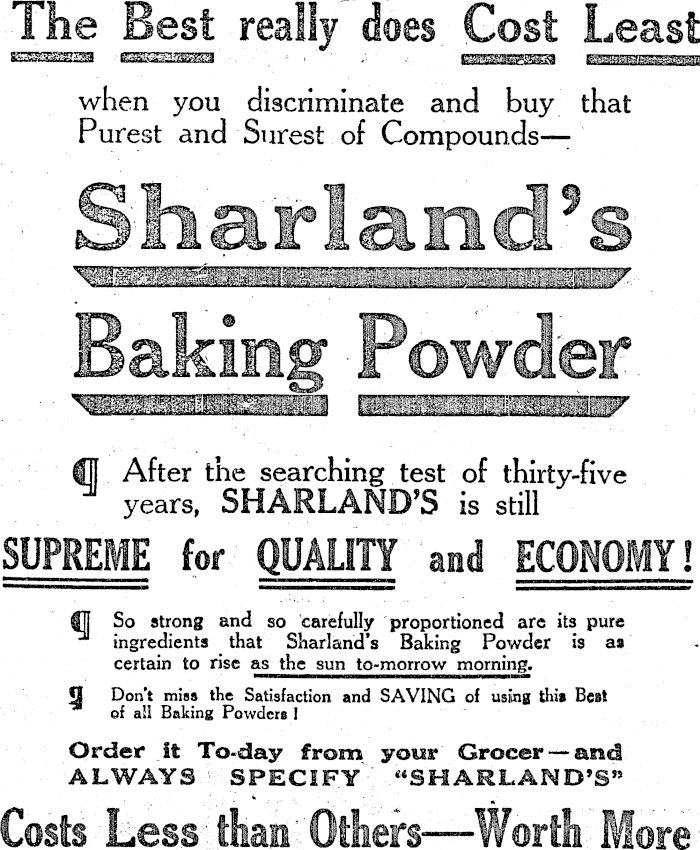 The Best really does Cost Least
when you discriminate and buy that
Purest and Surest of Compounds—
Sharland's
Baking Powder
¶ After the searching test of thirty-five
years, SHARLAND'S is still
SUPREME for QUALITY and ECONOMY!
¶ So strong and so carefully proportioned are its pure
ingredients that Sharland's Baking Powder is as
certain to rise as the sun to-morrow morning.
¶ Don't miss the Satisfaction and SAVING of using this Best
of all Baking Powders!
Order it To-day from your Grocer—and
ALWAYS SPECIFY "SHARLAND'S"
Costs Less than Others—Worth More